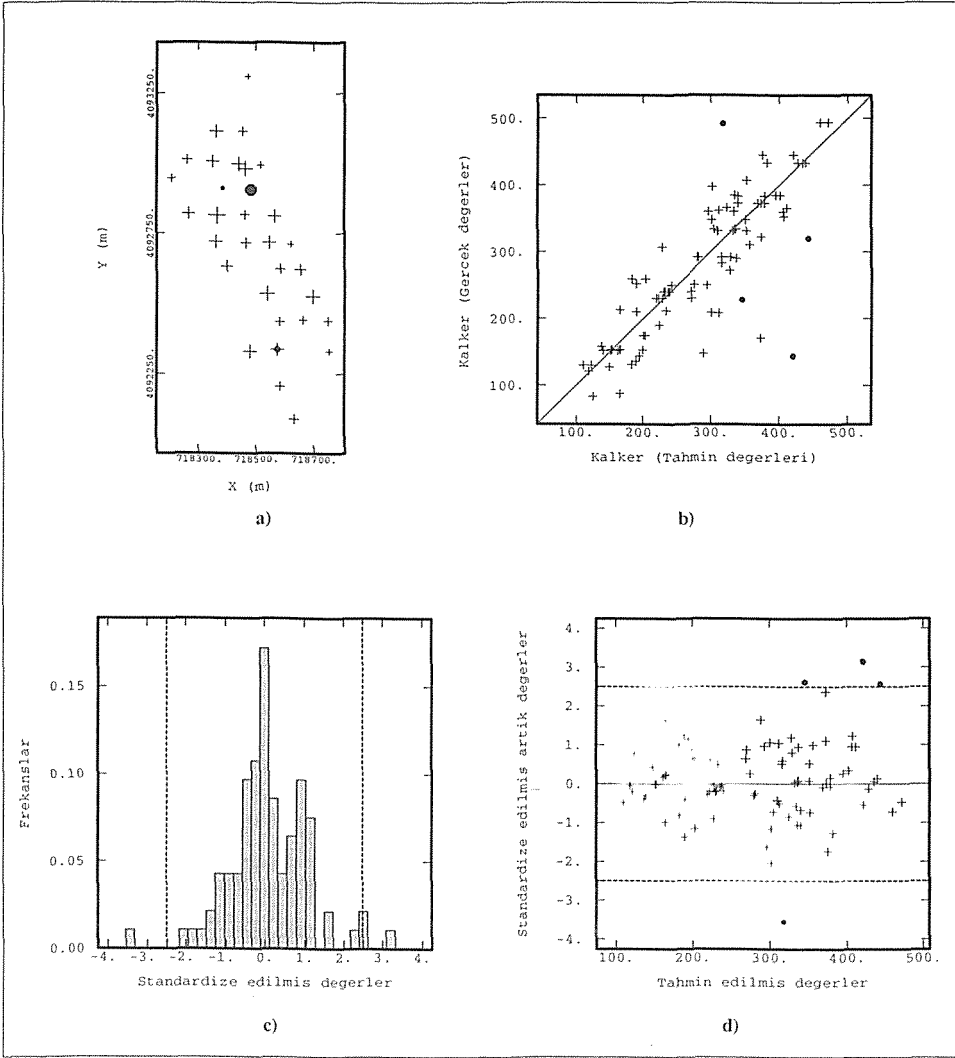 4093250.
4092750.
4092250.
Y (m)
718300. 718500. 718700.
X (m)
a)
500.
400.
300.
200.
100.
Kalker (Gercek degerler)
100. 200. 300. 400. 500.
Kalker (Tahmin degerleri)
b)
0.15
0.10
0.05
0.00
Frekanslar
-4. -3. -2. -1. 0. 1. 2. 3. 4.
Standardize edilmis degerler
c)
4.
3.
2.
1.
0.
-1.
-2.
-3.
-4.
Standardize edilmis artik degerler
100. 200. 300. 400. 500.
Tahmin edilmis degerler
d)